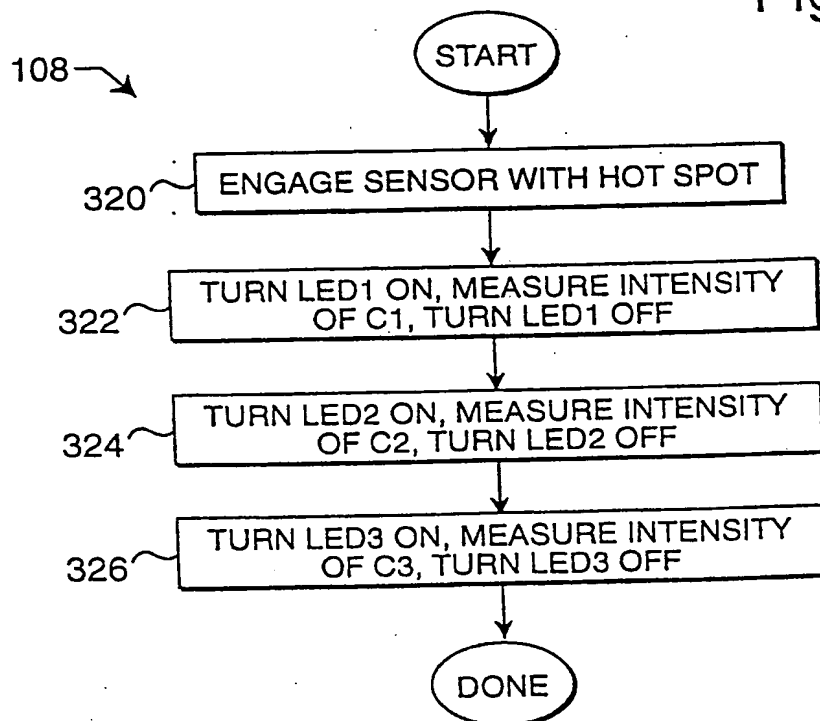 Fig
START
108
320
ENGAGE SENSOR WITH HOT SPOT
322
TURN LED1 ON, MEASURE INTENSITY
OF C1, TURN LED1 OFF
324
TURN LED2 ON, MEASURE INTENSITY
OF C2, TURN LED2 OFF
326
TURN LED3 ON, MEASURE INTENSITY
OF C3, TURN LED3 OFF
DONE